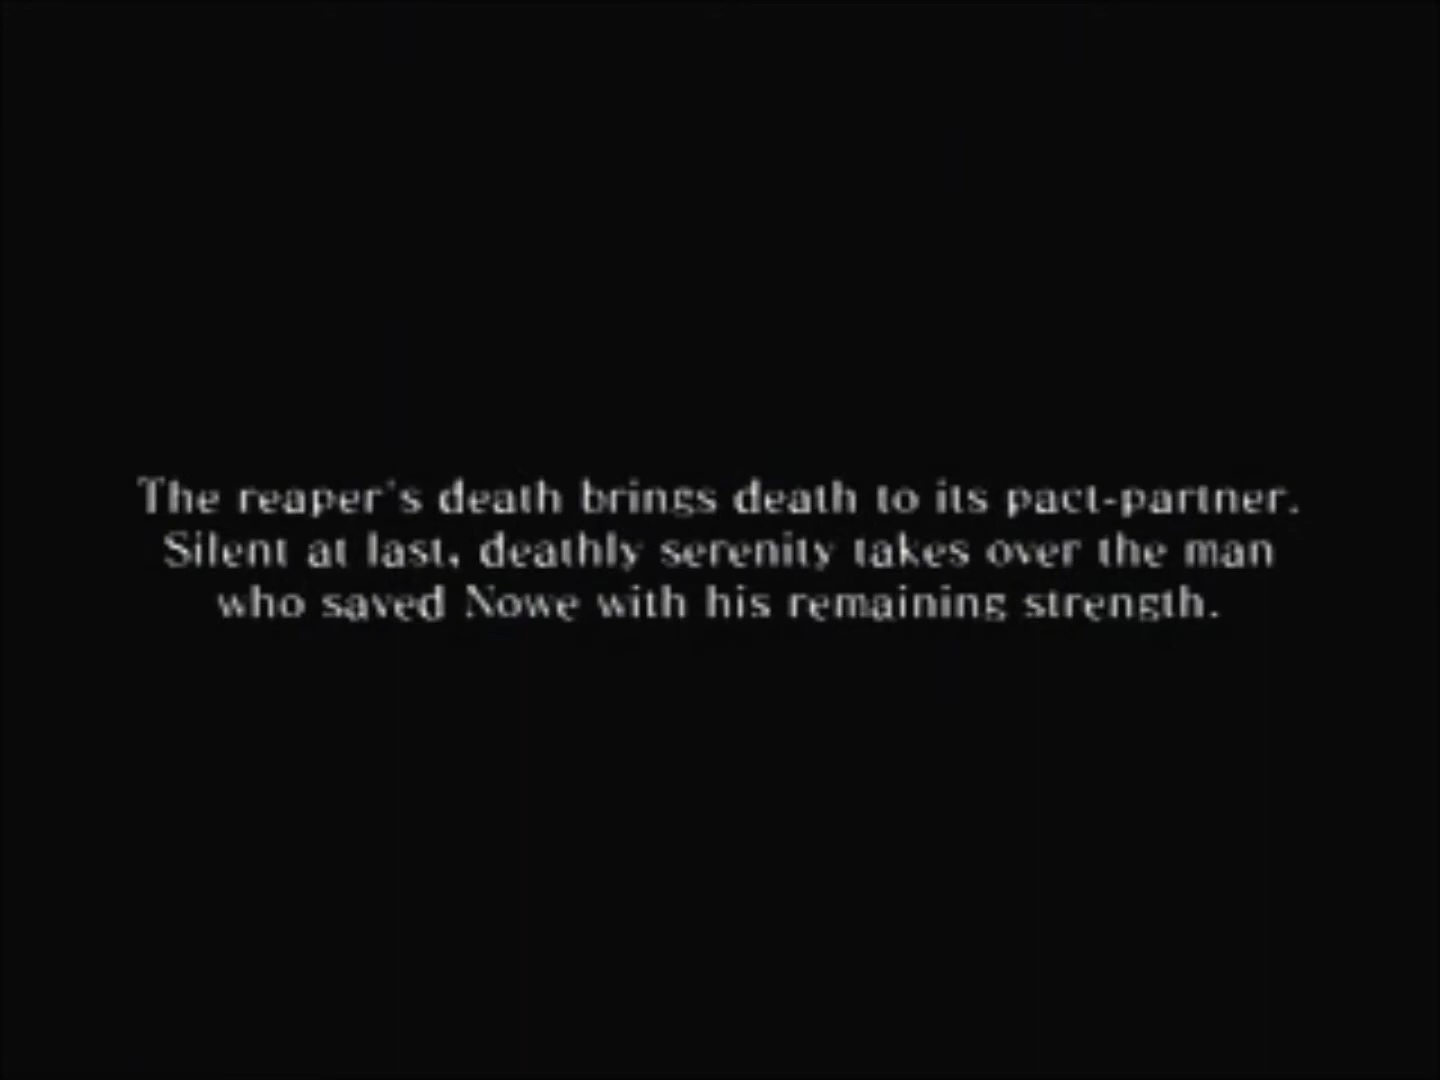 The reaper's death brings death to its pact-partner.
Silent at last, deathly serenity takes over the man
who saved Nowe with his remaining strength.